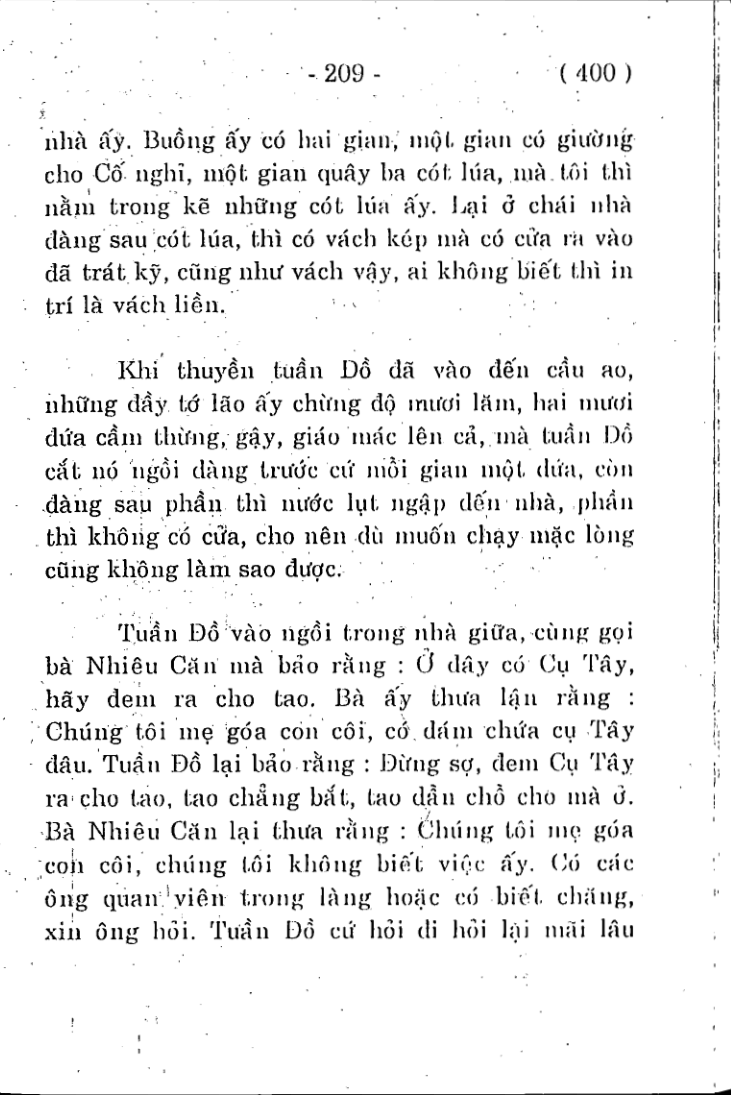 - 209 - ( 400 )
nhà ấy. Buồng ấy có hai gian, một gian có giường
cho Cố nghỉ, một gian quây ba cót lúa, mà tôi thì
nằm trong kẽ những cót lúa ấy. Lại ở chái nhà
đàng sau cót lúa, thì có vách kép mà có cửa ra vào
đã trát kỹ, cũng như vách vậy, ai không biết thì in
trí là vách liền.
Khi thuyền tuần Đồ đã vào đến cầu ao,
những đầy tớ lão ấy chừng độ mươi lăm, hai mươi
đứa cầm thừng, gậy, giáo mác lên cả, mà tuần Đồ
cắt nó ngồi đàng trước cứ mỗi gian một đứa, còn
đàng sau phần thì nước lụt ngập đến nhà, phần
thì không có cửa, cho nên dù muốn chạy mặc lòng
cũng không làm sao được.
Tuần Đồ vào ngồi trong nhà giữa, cùng gọi
bà Nhiêu Căn mà bảo rằng : Ở đây có Cụ Tây,
hãy đem ra cho tao. Bà ấy thưa lận rằng :
Chúng tôi mẹ góa con côi, có dám chứa cụ Tây
đâu. Tuần Đồ lại bảo rằng : Đừng sợ, đem Cụ Tây
ra cho tao, tao chẳng bắt, tao dẫn chỗ cho mà ở.
Bà Nhiêu Căn lại thưa rằng : Chúng tôi mẹ góa
con côi, chúng tôi không biết việc ấy. Có các
ông quan viên trong làng hoặc có biết chăng,
xin ông hỏi. Tuần Đồ cứ hỏi đi hỏi lại mãi lâu